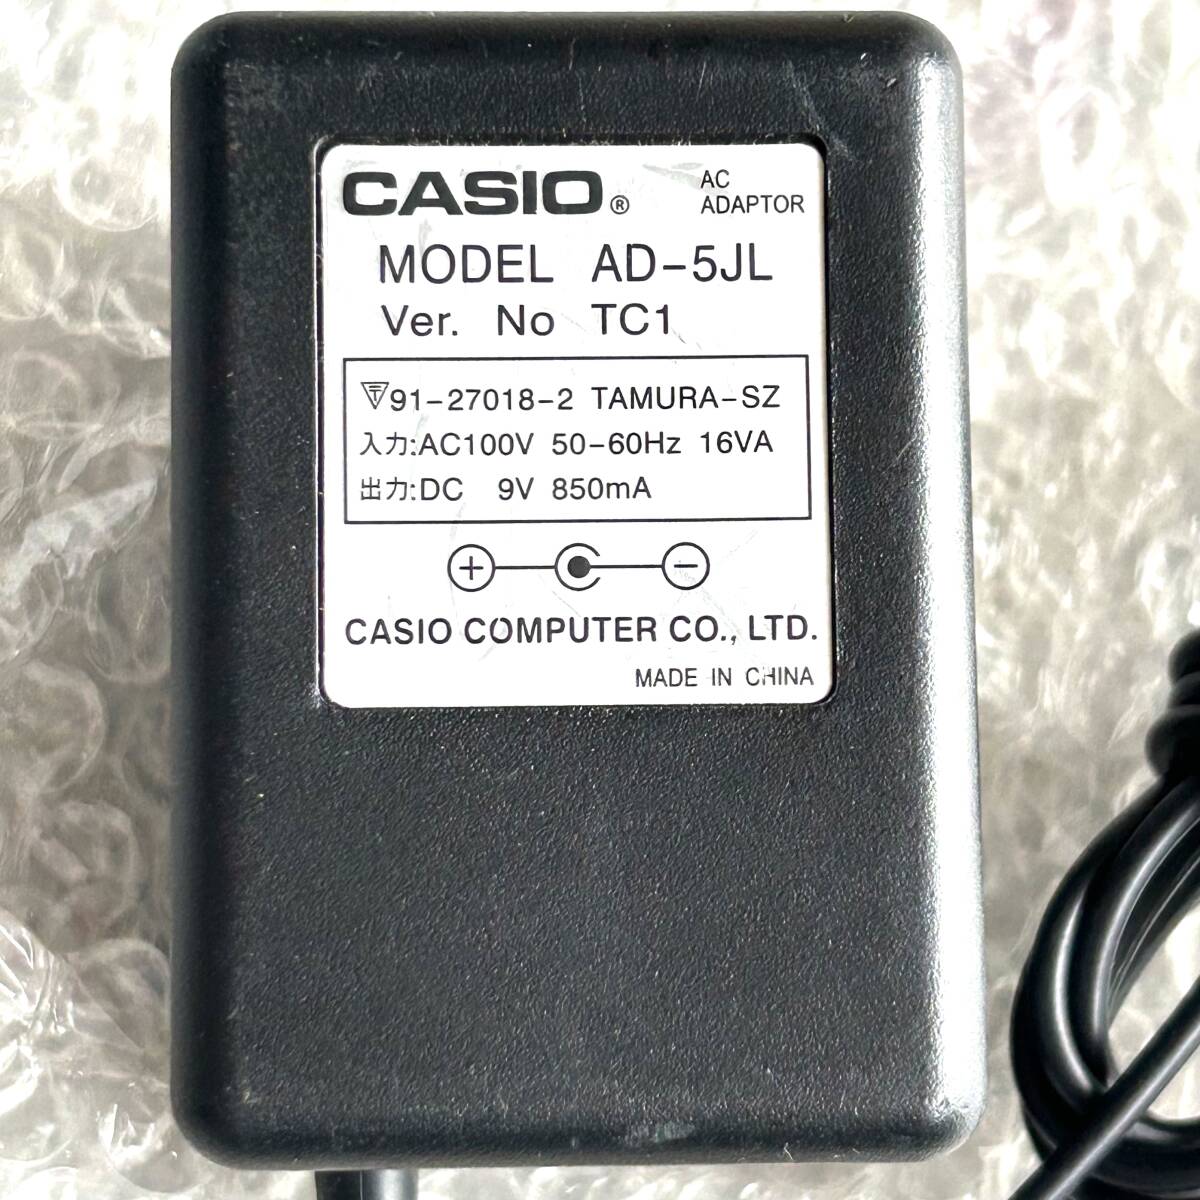 CASIO® AC ADAPTOR
MODEL AD-5JL
Ver. No TC1
91-27018-2 TAMURA-SZ
入力:AC100V 50-60Hz 16VA
出力:DC 9V 850mA
CASIO COMPUTER CO., LTD.
MADE IN CHINA